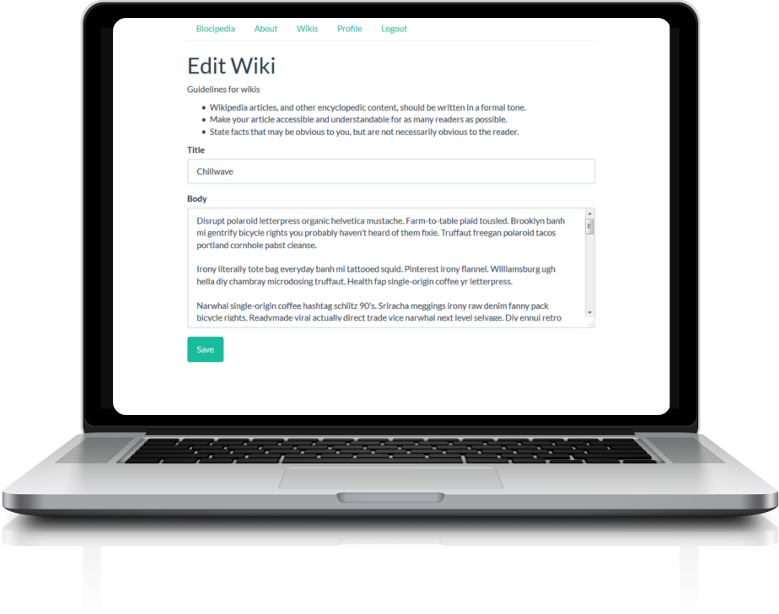 Blocipedia About Wikis Profile Logout
Edit Wiki
Guidelines for wikis
• Wikipedia articles, and other encyclopedic content, should be written in a formal tone.
• Make your article accessible and understandable for as many readers as possible.
• State facts that may be obvious to you, but are not necessarily obvious to the reader.
Title
Chillwave
Body
Disrupt polaroid letterpress organic helvetica mustache. Farm-to-table plaid tousled. Brooklyn banh
mi gentrify bicycle rights you probably haven't heard of them fixie. Truffaut freegan polaroid tacos
portland cornhole pabst cleanse.
Irony literally tote bag everyday banh mi tattooed squid. Pinterest irony flannel. Williamsburg ugh
hella diy chambray microdosing truffaut. Health fap single-origin coffee yr letterpress.
Narwhal single-origin coffee hashtag schlitz 90's. Sriracha meggings irony raw denim fanny pack
bicycle rights. Readymade viral actually direct trade vice narwhal next level selvage. Diy ennui retro
Save